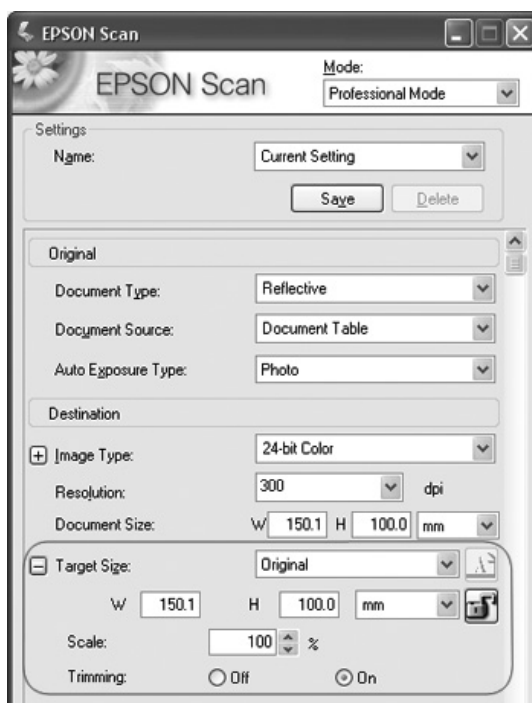 EPSON Scan
EPSON Scan
Mode:
Professional Mode
Settings
Name: Current Setting
Save Delete
Original
Document Type: Reflective
Document Source: Document Table
Auto Exposure Type: Photo
Destination
Image Type: 24-bit Color
Resolution: 300 dpi
Document Size: W 150.1 H 100.0 mm
Target Size: Original A
W 150.1 H 100.0 mm
Scale: 100 %
Trimming: Off On